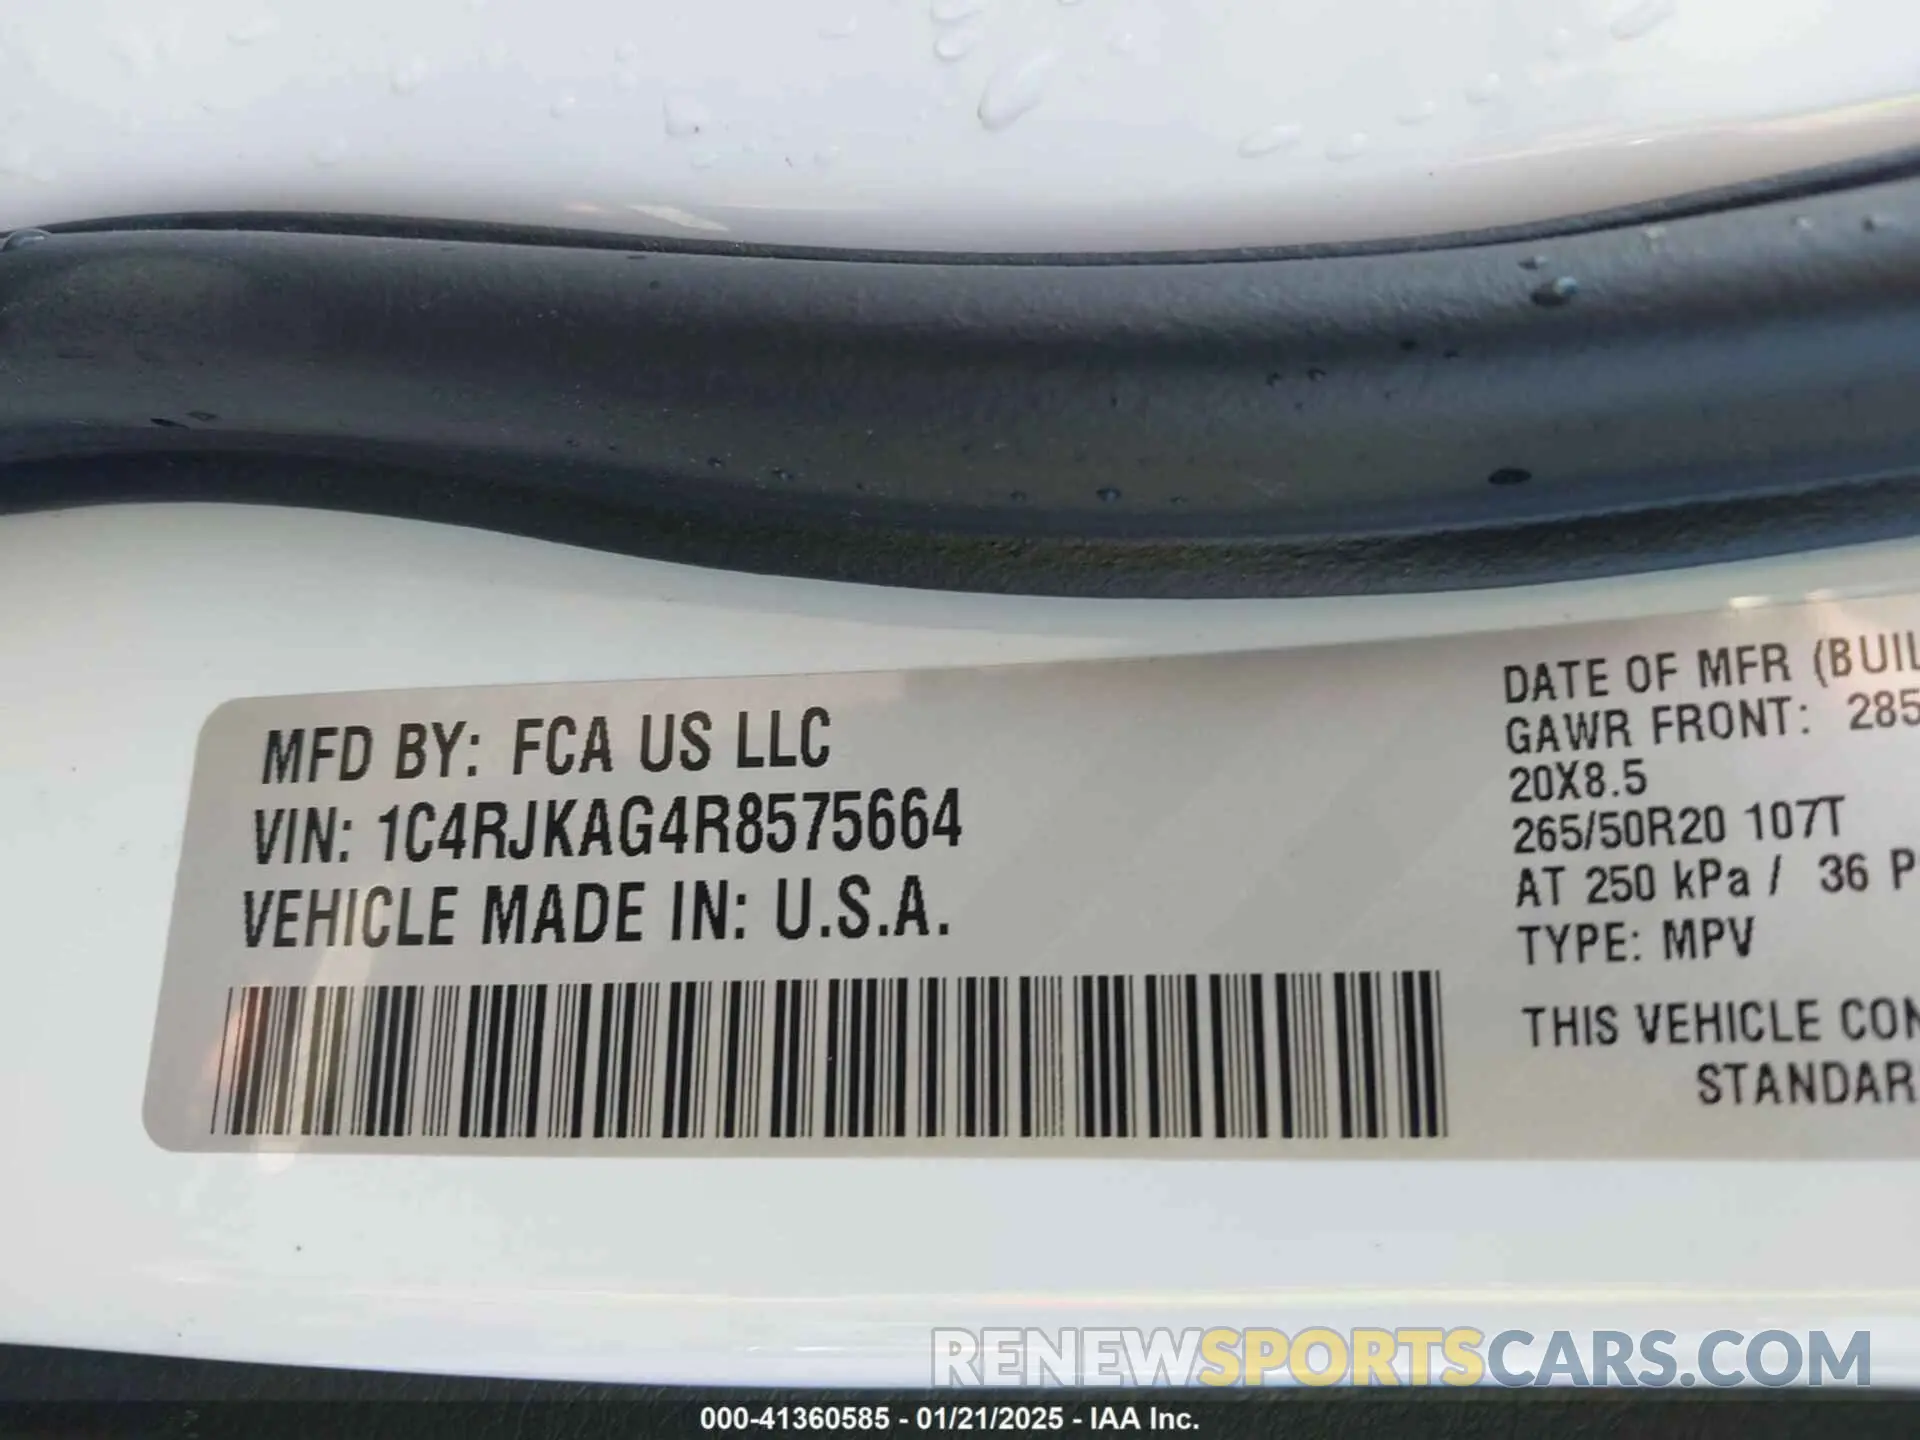 MFD BY: FCA US LLC
VIN: 1C4RJKAG4R8575664
VEHICLE MADE IN: U.S.A.
DATE OF MFR (BUIL
GAWR FRONT: 285
20X8.5
265/50R20 107T
AT 250 kPa / 36 P
TYPE: MPV
THIS VEHICLE CON
STANDAR
RENEWSPORTSCARS.COM
000-41360585 - 01/21/2025 - IAA Inc.